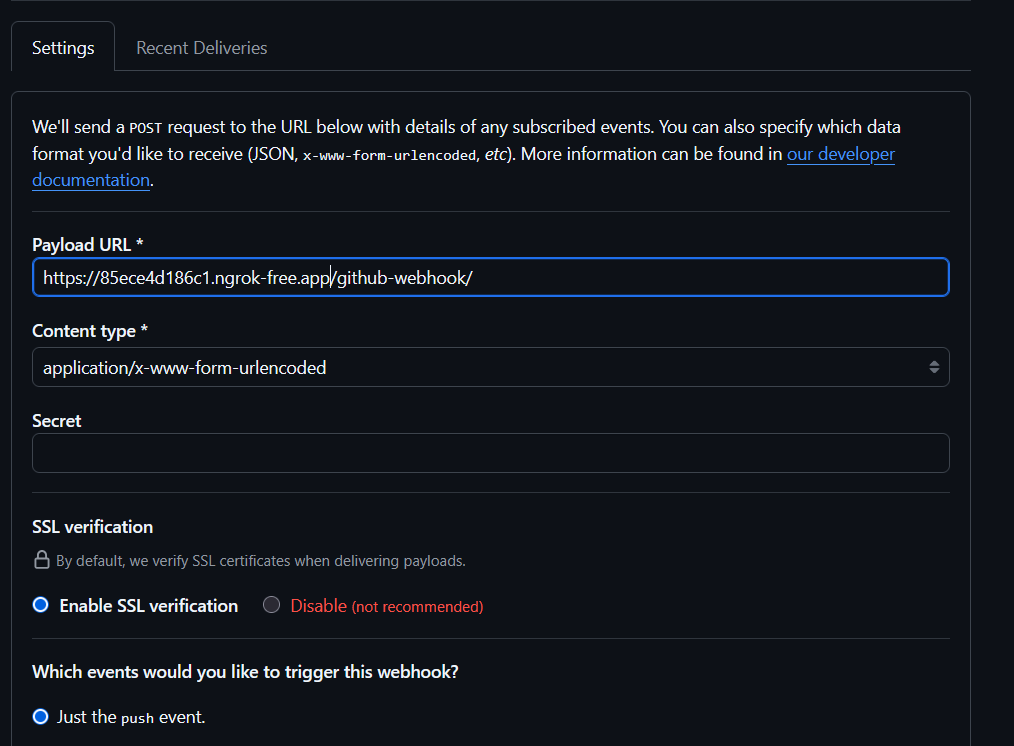 Settings
Recent Deliveries
We'll send a POST request to the URL below with details of any subscribed events. You can also specify which data
format you'd like to receive (JSON, x-www-form-urlencoded, etc). More information can be found in our developer
documentation.
Payload URL *
https://85ece4d186c1.ngrok-free.app/github-webhook/
Content type *
application/x-www-form-urlencoded
Secret
SSL verification
By default, we verify SSL certificates when delivering payloads.
Enable SSL verification
Disable (not recommended)
Which events would you like to trigger this webhook?
Just the push event.